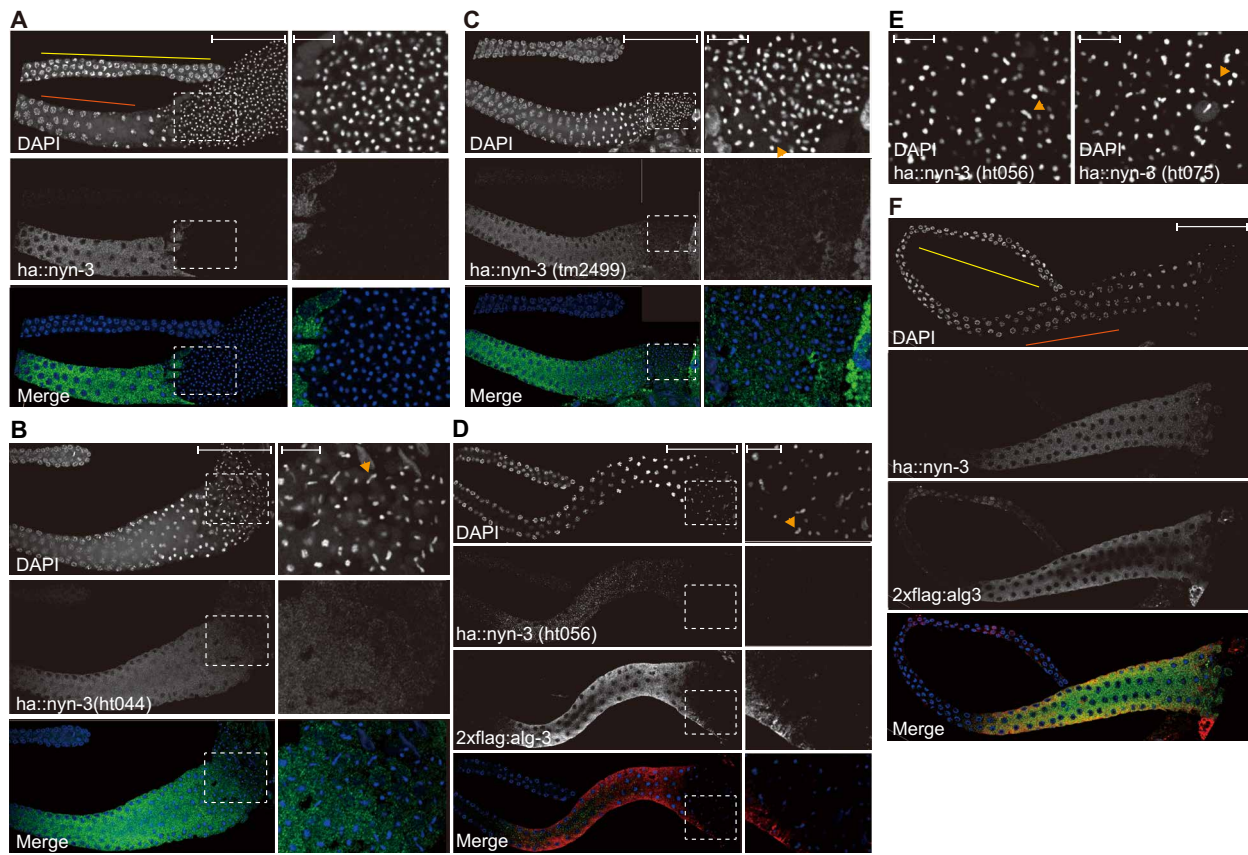 A
DAPI
ha::nyn-3
Merge
B
DAPI
ha::nyn-3(ht044)
Merge
C
DAPI
ha::nyn-3 (tm2499)
Merge
D
DAPI
ha::nyn-3 (ht056)
2xflag:alg-3
Merge
E
DAPI
ha::nyn-3 (ht056)
DAPI
ha::nyn-3 (ht075)
F
DAPI
ha::nyn-3
2xflag:alg3
Merge